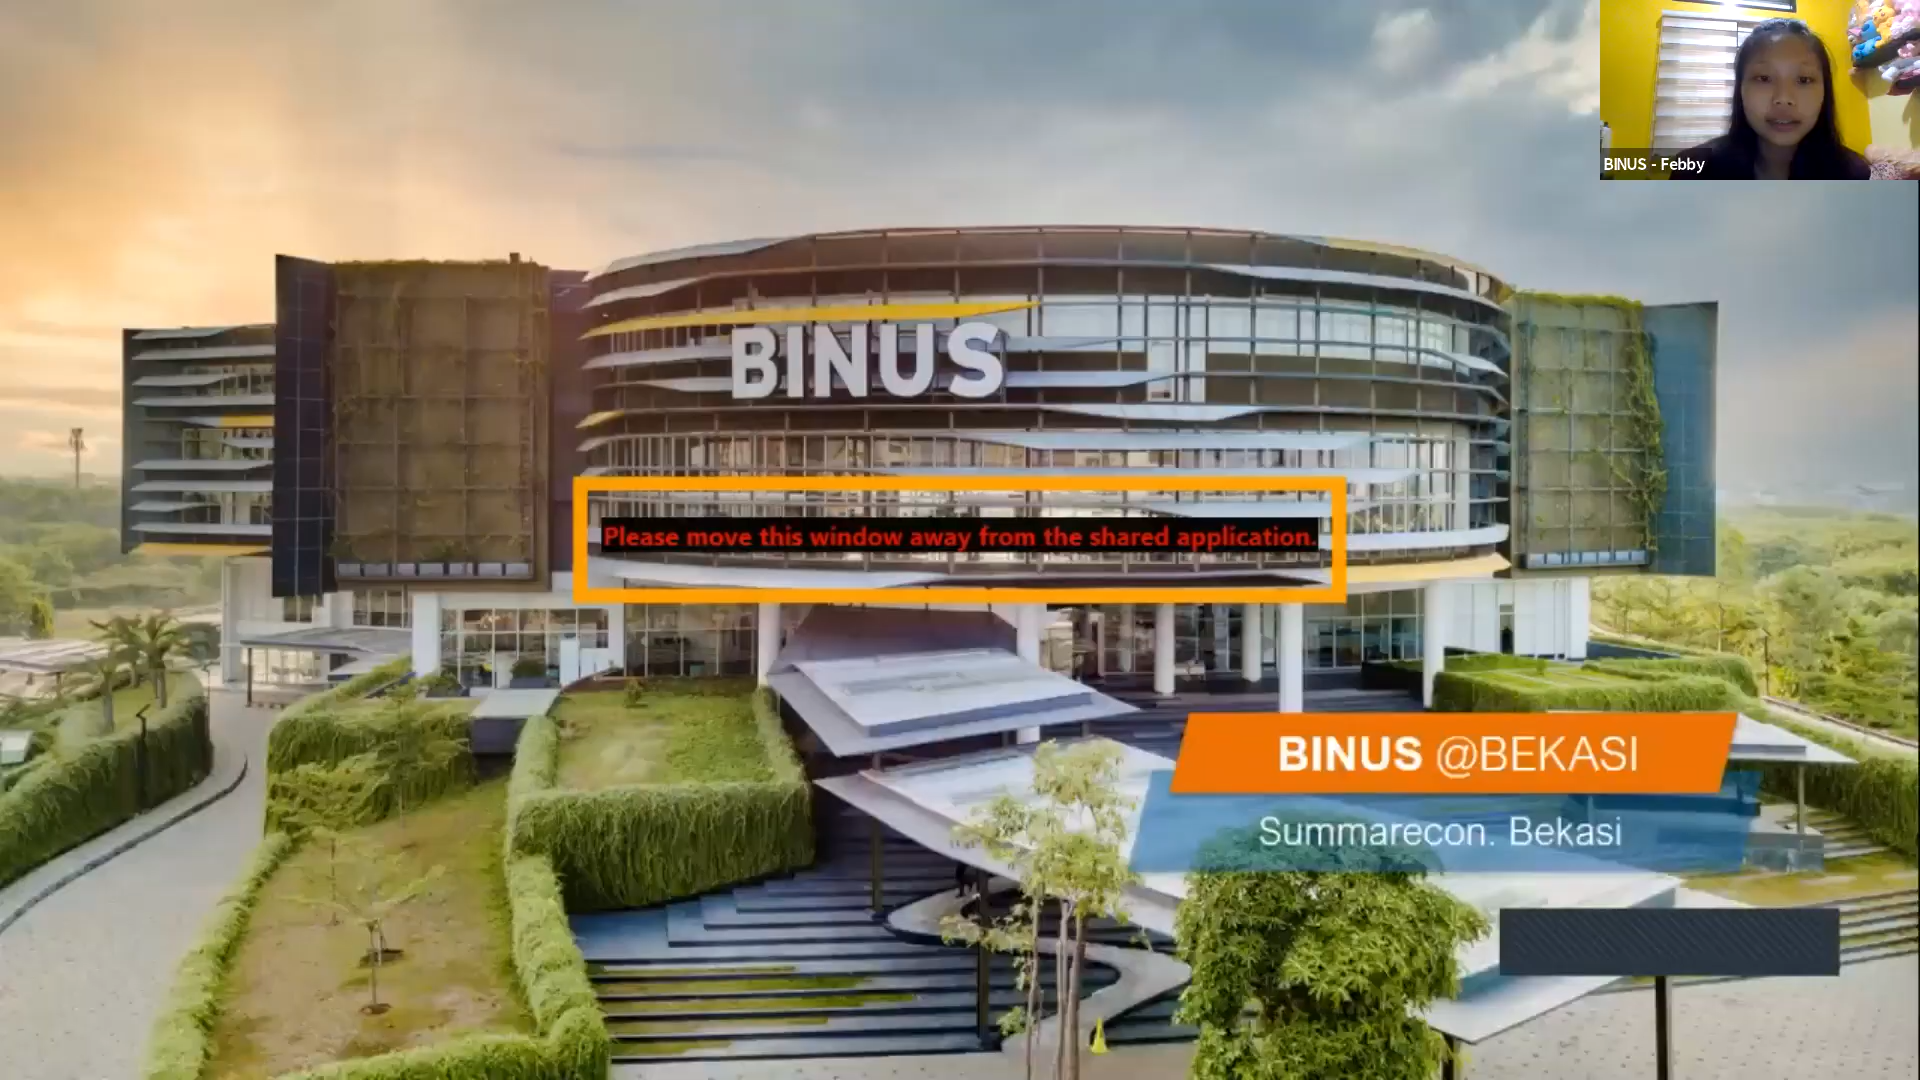 BINUS - Febby
BINUS
Please move this window away from the shared application.
BINUS @BEKASI
Summarecon. Bekasi